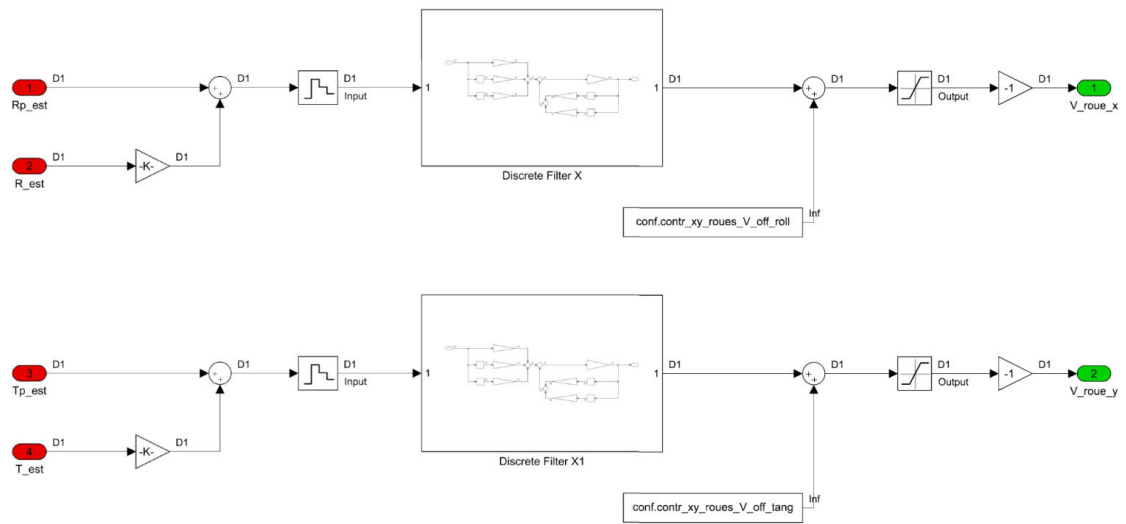 D1
D1
D1
D1
D1
D1
D1
1
Rp_est
+
+
Input
1
1
+
+
Output
-1
1
V_roue_x
D1
D1
2
R_est
-K-
Discrete Filter X
conf.contr_xy_roues_V_off_roll
Inf
D1
D1
D1
D1
D1
D1
D1
3
Tp_est
+
+
Input
1
1
+
+
Output
-1
2
V_roue_y
D1
D1
4
T_est
-K-
Discrete Filter X1
conf.contr_xy_roues_V_off_tang
Inf